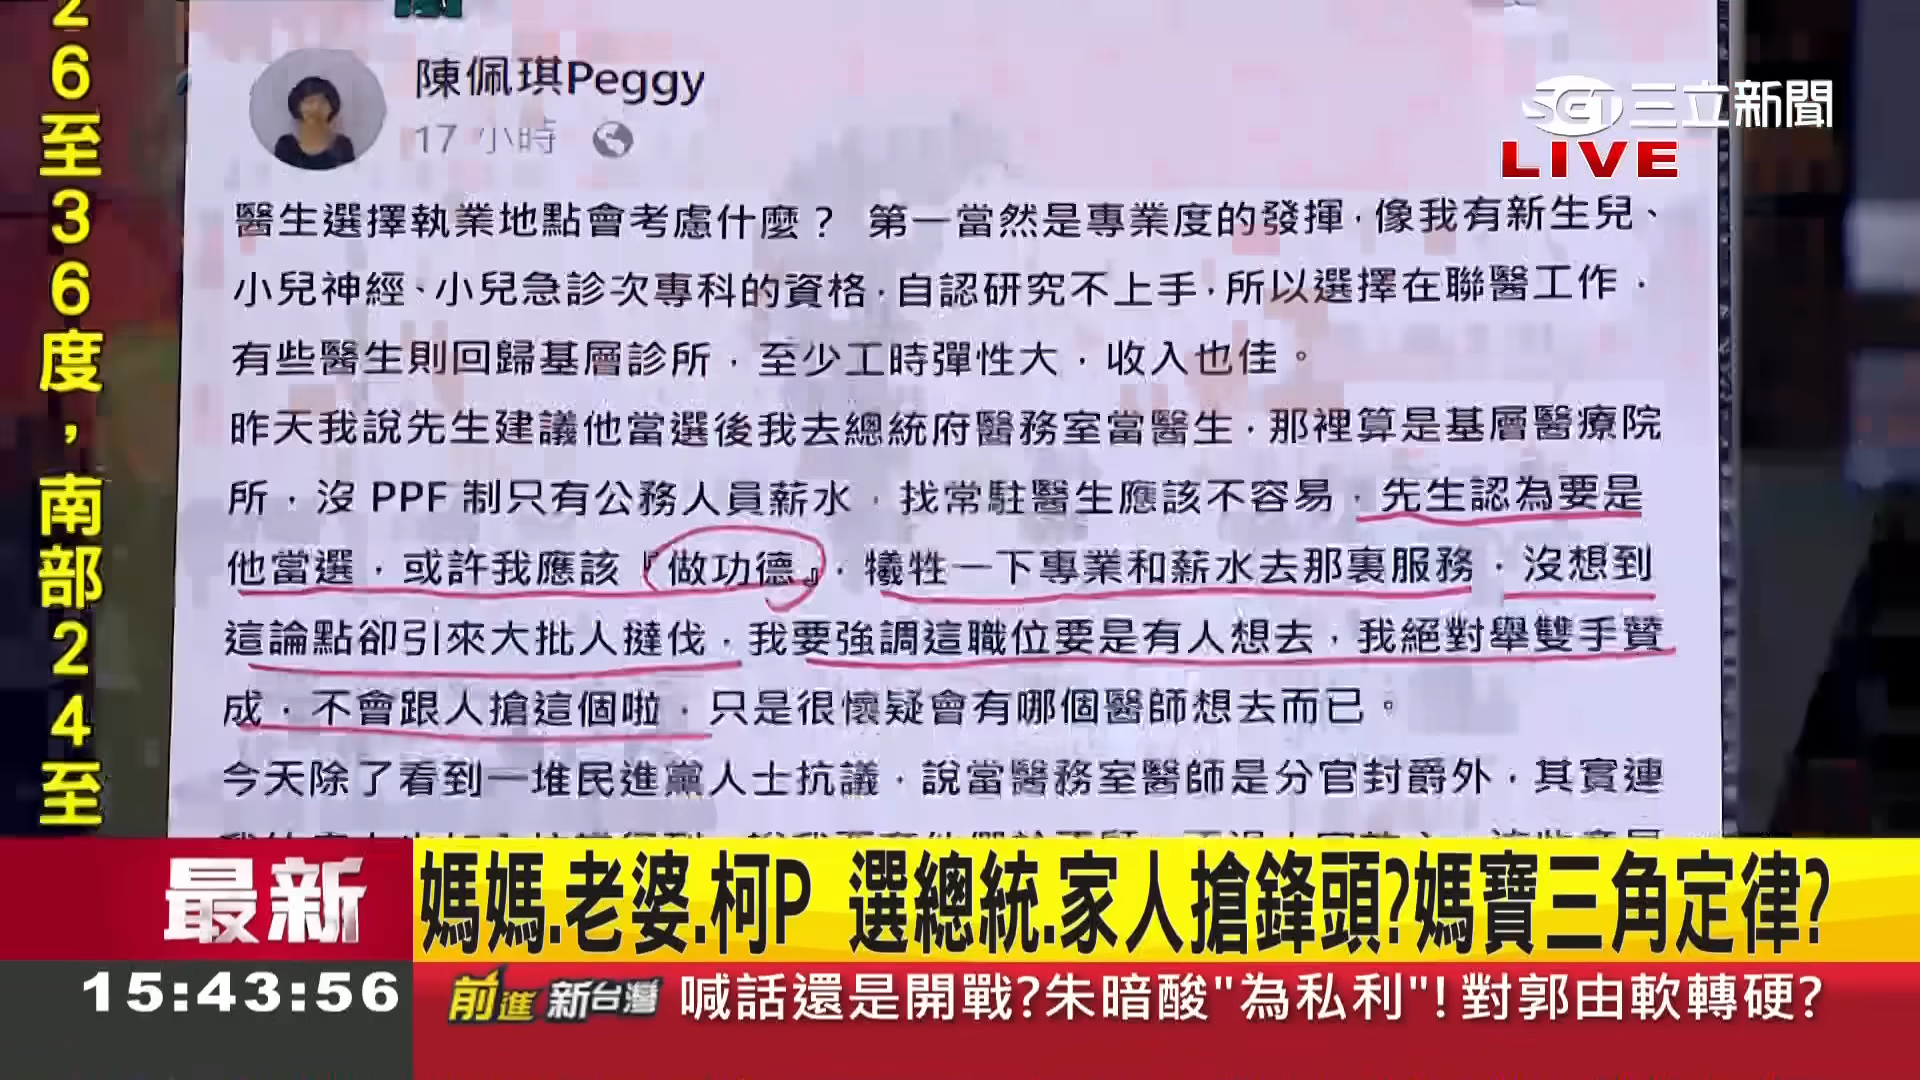 26至36度，南部24至
陳佩琪Peggy
17 小時
SET三立新聞
LIVE
醫生選擇執業地點會考慮什麼？ 第一當然是專業度的發揮，像我有新生兒、
小兒神經、小兒急診次專科的資格，自認研究不上手，所以選擇在聯醫工作，
有些醫生則回歸基層診所，至少工時彈性大，收入也佳。
昨天我說先生建議他當選後我去總統府醫務室當醫生，那裡算是基層醫療院
所，沒 PPF 制只有公務人員薪水，找常駐醫生應該不容易，先生認為要是
他當選，或許我應該『做功德』，犧牲一下專業和薪水去那裏服務，沒想到
這論點卻引來大批人撻伐，我要強調這職位要是有人想去，我絕對舉雙手贊
成，不會跟人搶這個啦，只是很懷疑會有哪個醫師想去而已。
今天除了看到一堆民進黨人士抗議，說當醫務室醫師是分官封爵外，其實連
最新
媽媽.老婆.柯P 選總統.家人搶鋒頭?媽寶三角定律?
15:43:56
前進新台灣
喊話還是開戰?朱暗酸"為私利"!對郭由軟轉硬?